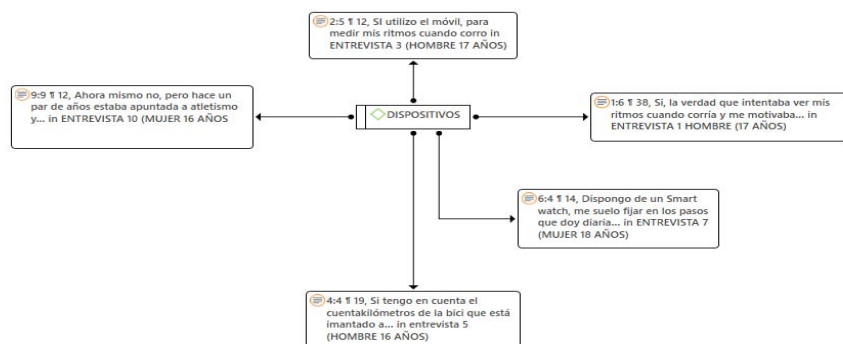 2:5 ¶ 12, SI utilizo el móvil, para
medir mis ritmos cuando corro in
ENTREVISTA 3 (HOMBRE 17 AÑOS)
9:9 ¶ 12, Ahora mismo no, pero hace un
par de años estaba apuntada a atletismo
y... in ENTREVISTA 10 (MUJER 16 AÑOS
DISPOSITIVOS
1:6 ¶ 38, Si, la verdad que intentaba ver mis
ritmos cuando corría y me motivaba... in
ENTREVISTA 1 HOMBRE (17 AÑOS)
6:4 ¶ 14, Dispongo de un Smart
watch, me suelo fijar en los pasos
que doy diaria... in ENTREVISTA 7
(MUJER 18 AÑOS)
4:4 ¶ 19, Si tengo en cuenta el
cuentakilómetros de la bici que está
imantado a... in entrevista 5
(HOMBRE 16 AÑOS)